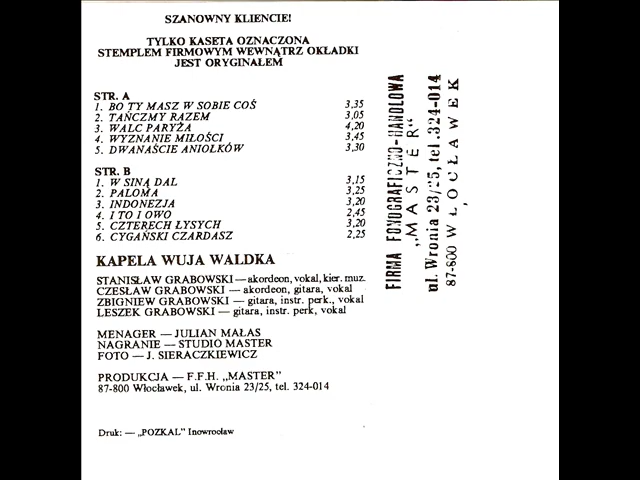 SZANOWNY KLIENCIE!
TYLKO KASETA OZNACZONA
STEMPLEM FIRMOWYM WEWNĄTRZ OKŁADKI
JEST ORYGINAŁEM
STR. A
1. BO TY MASZ W SOBIE COŚ 3,35
2. TAŃCZMY RAZEM 3,05
3. WALC PARYŻA 4,20
4. WYZNANIE MIŁOŚCI 3,45
5. DWANAŚCIE ANIOŁKÓW 3,30
STR. B
1. W SINĄ DAL 3,15
2. PALOMA 3,25
3. INDONEZJA 3,20
4. I TO I OWO 2,45
5. CZTERECH ŁYSYCH 3,20
6. CYGAŃSKI CZARDASZ 2,25
KAPELA WUJA WALDKA
STANISŁAW GRABOWSKI — akordeon, vokal, kier. muz.
CZESŁAW GRABOWSKI — akordeon, gitara, vokal
ZBIGNIEW GRABOWSKI — gitara, instr. perk., vokal
LESZEK GRABOWSKI — gitara, instr. perk, vokal
MENAGER — JULIAN MAŁAS
NAGRANIE — STUDIO MASTER
FOTO — J. SIERACZKIEWICZ
PRODUKCJA — F.F.H. „MASTER"
87-800 Włocławek, ul. Wronia 23/25, tel. 324-014
Druk: — „POZKAL" Inowrocław
FIRMA FONOGRAFICZNO-HANDLOWA
„MASTER"
ul. Wronia 23/25, tel. 324-014
87-800 WŁOCŁAWEK